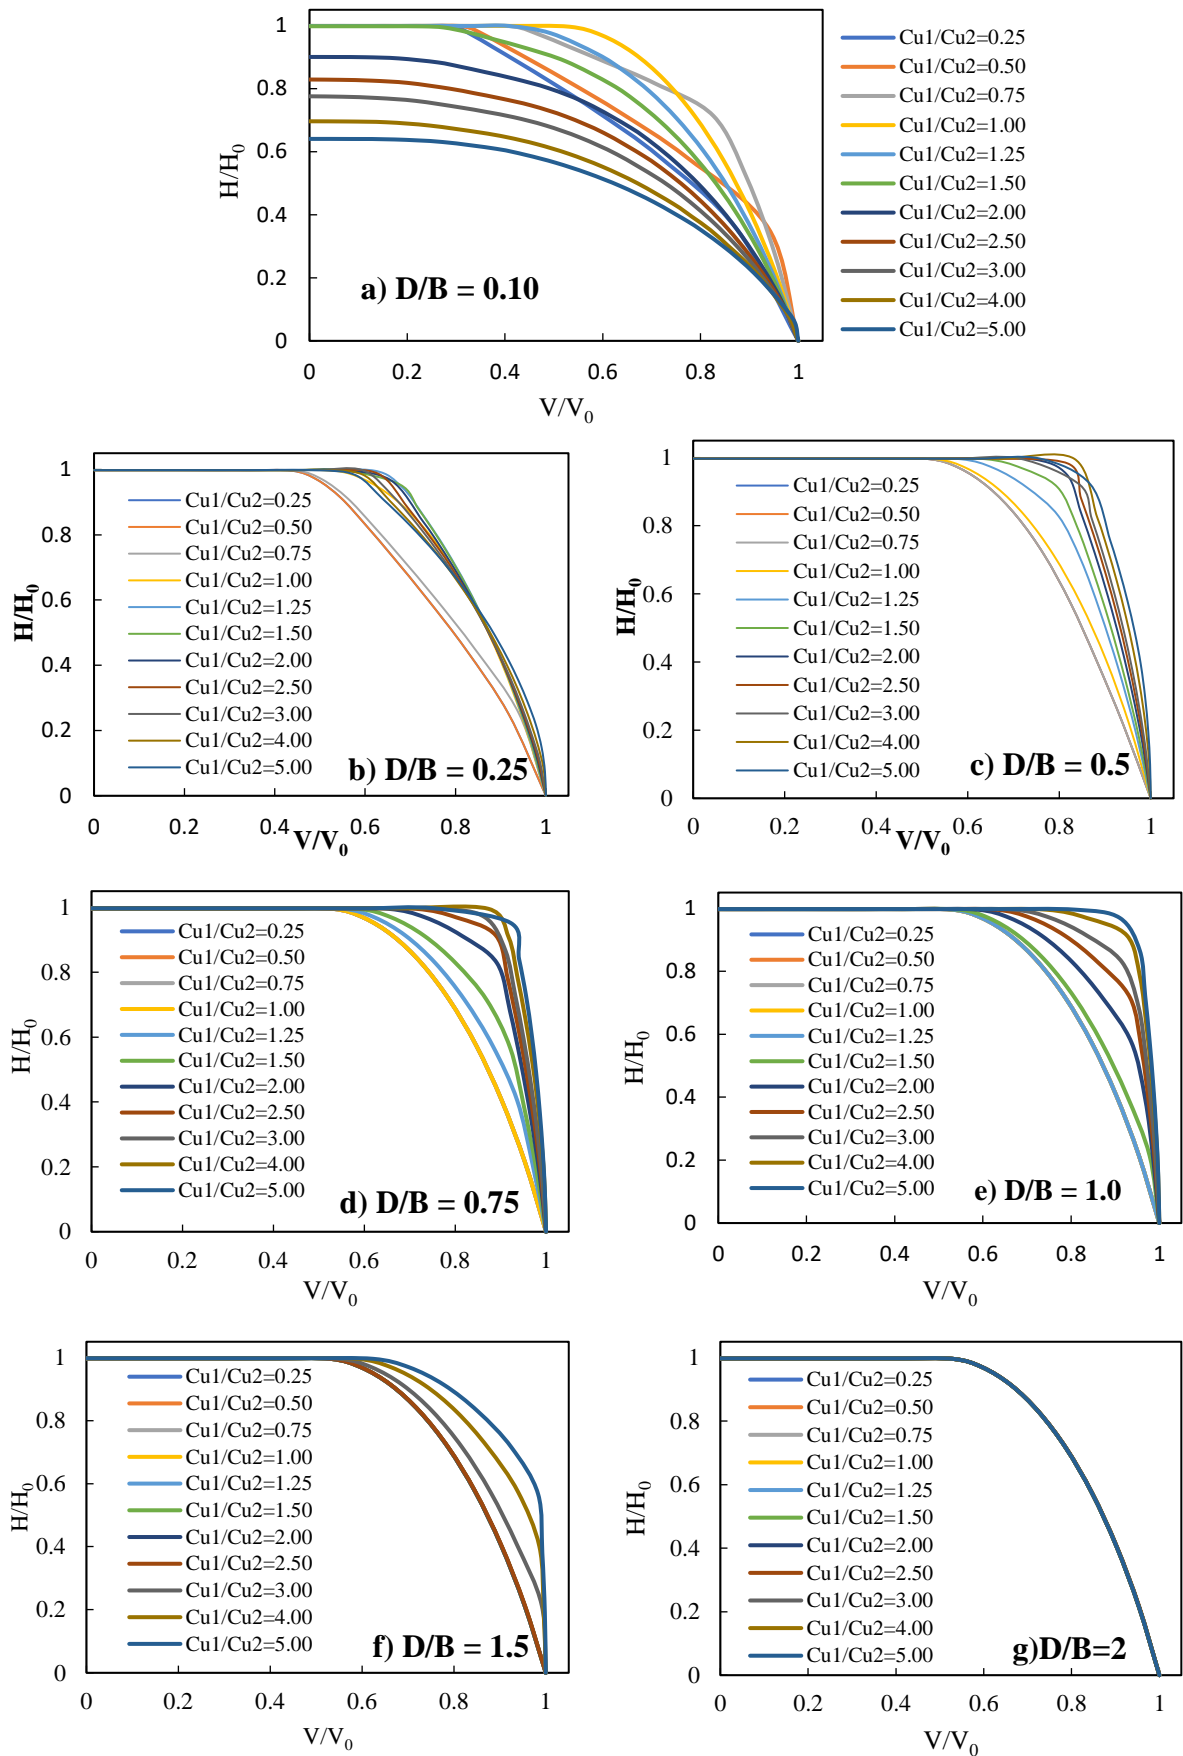 1
0.8
0.6
0.4
0.2
0
H/H0
0
0.2
0.4
0.6
0.8
1
V/V0
a) D/B = 0.10
Cu1/Cu2=0.25
Cu1/Cu2=0.50
Cu1/Cu2=0.75
Cu1/Cu2=1.00
Cu1/Cu2=1.25
Cu1/Cu2=1.50
Cu1/Cu2=2.00
Cu1/Cu2=2.50
Cu1/Cu2=3.00
Cu1/Cu2=4.00
Cu1/Cu2=5.00
1
0.8
0.6
0.4
0.2
0
H/H0
Cu1/Cu2=0.25
Cu1/Cu2=0.50
Cu1/Cu2=0.75
Cu1/Cu2=1.00
Cu1/Cu2=1.25
Cu1/Cu2=1.50
Cu1/Cu2=2.00
Cu1/Cu2=2.50
Cu1/Cu2=3.00
Cu1/Cu2=4.00
Cu1/Cu2=5.00
b) D/B = 0.25
0
0.2
0.4
0.6
0.8
1
V/V0
1
0.8
0.6
0.4
0.2
0
H/H0
Cu1/Cu2=0.25
Cu1/Cu2=0.50
Cu1/Cu2=0.75
Cu1/Cu2=1.00
Cu1/Cu2=1.25
Cu1/Cu2=1.50
Cu1/Cu2=2.00
Cu1/Cu2=2.50
Cu1/Cu2=3.00
Cu1/Cu2=4.00
Cu1/Cu2=5.00
c) D/B = 0.5
0
0.2
0.4
0.6
0.8
1
V/V0
1
0.8
0.6
0.4
0.2
0
H/H0
Cu1/Cu2=0.25
Cu1/Cu2=0.50
Cu1/Cu2=0.75
Cu1/Cu2=1.00
Cu1/Cu2=1.25
Cu1/Cu2=1.50
Cu1/Cu2=2.00
Cu1/Cu2=2.50
Cu1/Cu2=3.00
Cu1/Cu2=4.00
Cu1/Cu2=5.00
d) D/B = 0.75
0
0.2
0.4
0.6
0.8
1
V/V0
1
0.8
0.6
0.4
0.2
0
H/H0
Cu1/Cu2=0.25
Cu1/Cu2=0.50
Cu1/Cu2=0.75
Cu1/Cu2=1.00
Cu1/Cu2=1.25
Cu1/Cu2=1.50
Cu1/Cu2=2.00
Cu1/Cu2=2.50
Cu1/Cu2=3.00
Cu1/Cu2=4.00
Cu1/Cu2=5.00
e) D/B = 1.0
0
0.2
0.4
0.6
0.8
1
V/V0
1
0.8
0.6
0.4
0.2
0
H/H0
Cu1/Cu2=0.25
Cu1/Cu2=0.50
Cu1/Cu2=0.75
Cu1/Cu2=1.00
Cu1/Cu2=1.25
Cu1/Cu2=1.50
Cu1/Cu2=2.00
Cu1/Cu2=2.50
Cu1/Cu2=3.00
Cu1/Cu2=4.00
Cu1/Cu2=5.00
f) D/B = 1.5
0
0.2
0.4
0.6
0.8
1
V/V0
1
0.8
0.6
0.4
0.2
0
H/H0
Cu1/Cu2=0.25
Cu1/Cu2=0.50
Cu1/Cu2=0.75
Cu1/Cu2=1.00
Cu1/Cu2=1.25
Cu1/Cu2=1.50
Cu1/Cu2=2.00
Cu1/Cu2=2.50
Cu1/Cu2=3.00
Cu1/Cu2=4.00
Cu1/Cu2=5.00
g)D/B=2
0
0.2
0.4
0.6
0.8
1
V/V0